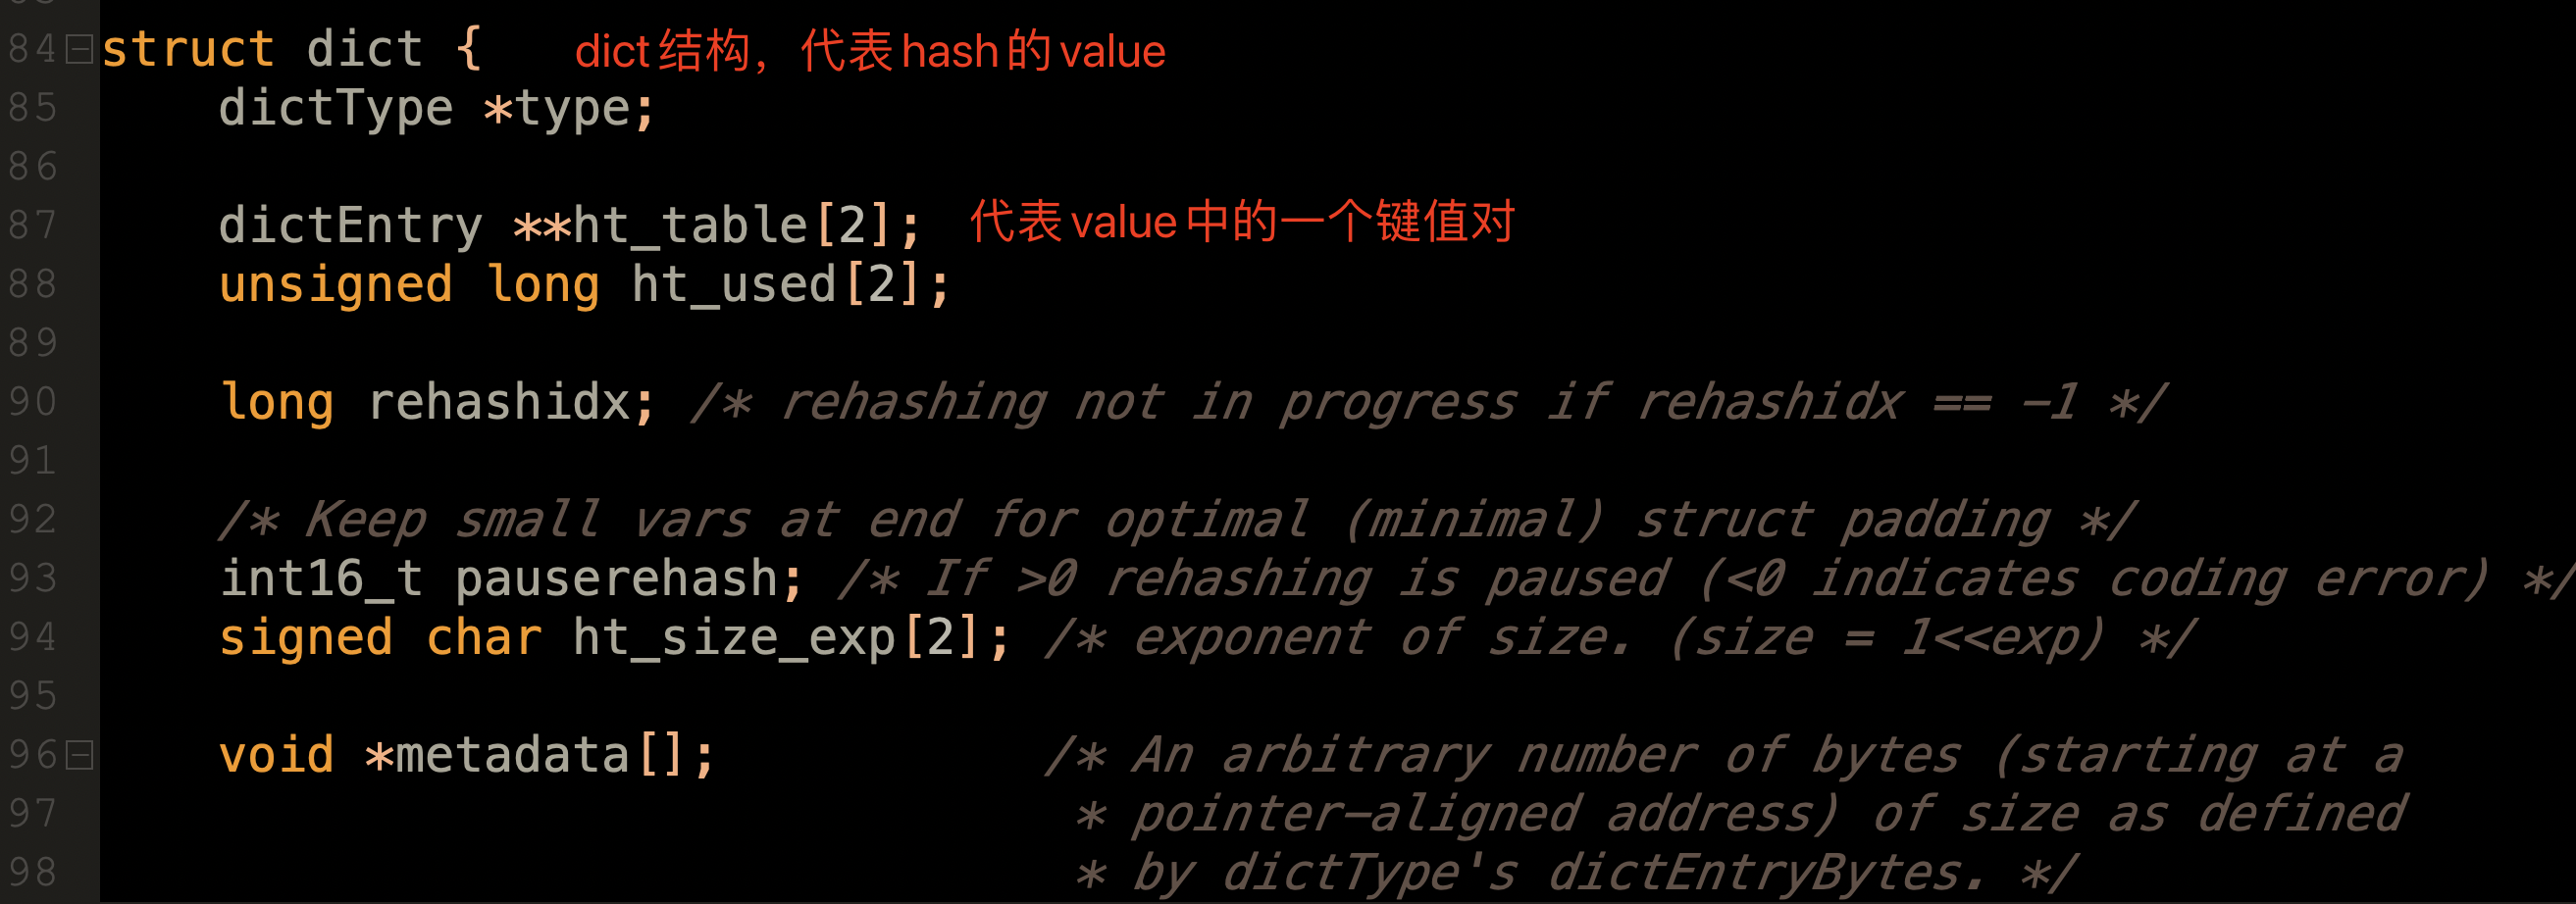 84 struct dict { dict 结构，代表 hash 的 value
85 dictType *type;
86
87 dictEntry **ht_table[2]; 代表 value 中的一个键值对
88 unsigned long ht_used[2];
89
90 long rehashidx; /* rehashing not in progress if rehashidx == -1 */
91
92 /* Keep small vars at end for optimal (minimal) struct padding */
93 int16_t pauserehash; /* If >0 rehashing is paused (<0 indicates coding error) */
94 signed char ht_size_exp[2]; /* exponent of size. (size = 1<<exp) */
95
96 void *metadata[]; /* An arbitrary number of bytes (starting at a
97 * pointer-aligned address) of size as defined
98 * by dictType's dictEntryBytes. */